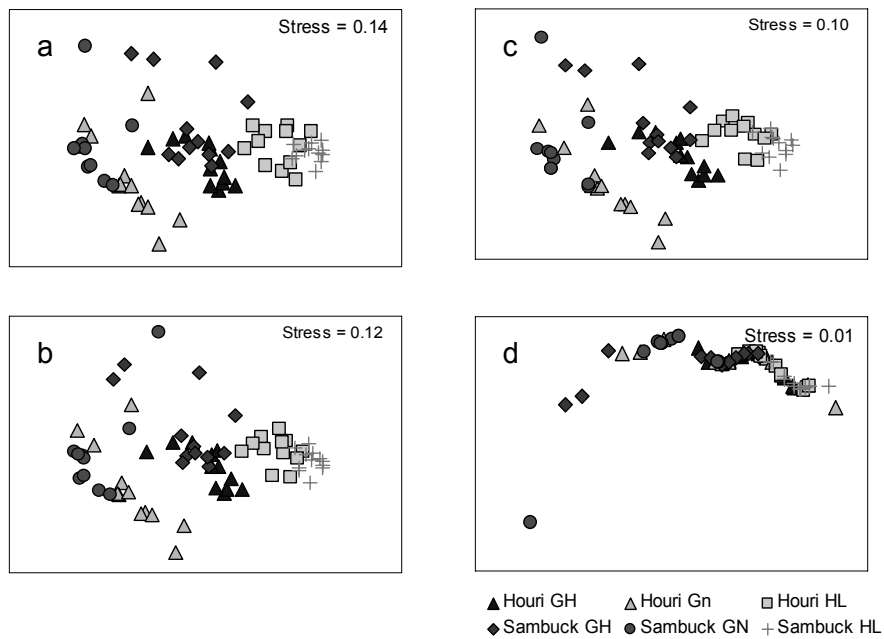 a
Stress = 0.14
c
Stress = 0.10
b
Stress = 0.12
d
Stress = 0.01
Houri GH
Houri Gn
Houri HL
Sambuck GH
Sambuck GN
Sambuck HL